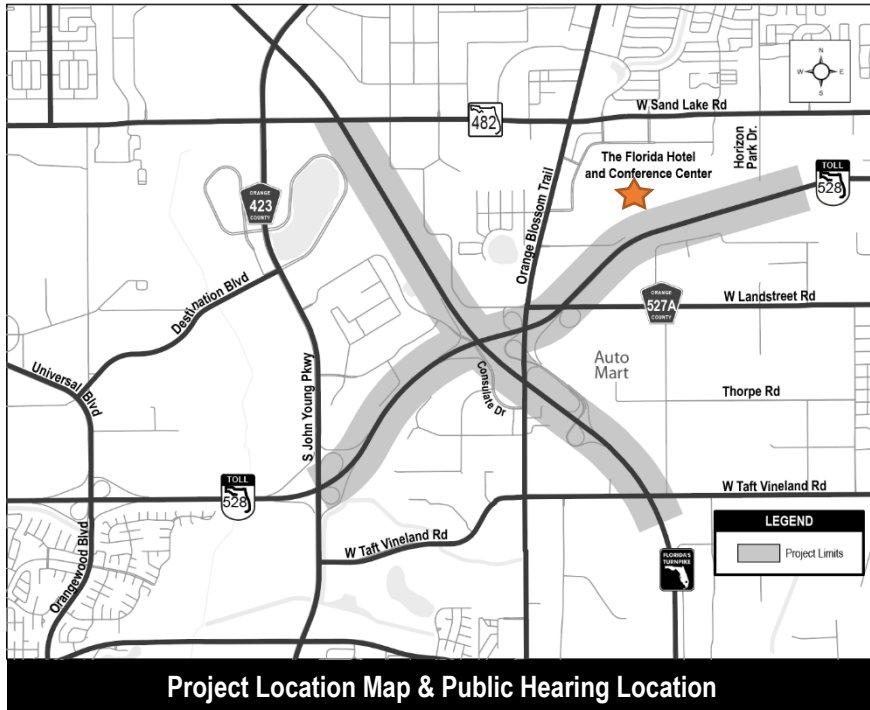 N
W E
S
W Sand Lake Rd
482
The Florida Hotel
and Conference Center
Horizon
Park Dr.
TOLL
528
ORANGE
423
COUNTY
Orange Blossom Trail
Destination Blvd
ORANGE
527A
COUNTY
W Landstreet Rd
Universal Blvd
S John Young Pkwy
Consulate Dr
Auto
Mart
Thorpe Rd
TOLL
528
W Taft Vineland Rd
Orangewood Blvd
W Taft Vineland Rd
LEGEND
Project Limits
FLORIDA'S
TURNPIKE
Project Location Map & Public Hearing Location